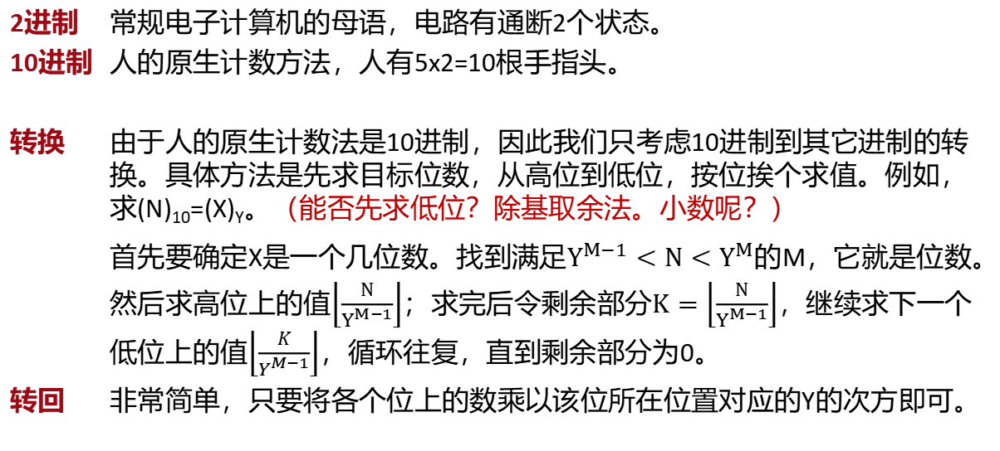 2进制 常规电子计算机的母语，电路有通断2个状态。
10进制 人的原生计数方法，人有5x2=10根手指头。
转换 由于人的原生计数法是10进制，因此我们只考虑10进制到其它进制的转
换。具体方法是先求目标位数，从高位到低位，按位挨个求值。例如，
求(N)₁₀=(X)ᵧ。（能否先求低位？除基取余法。小数呢？）
首先要确定X是一个几位数。找到满足Y^{M−1} < N < Y^M的M，它就是位数。
然后求高位上的值⌊N/Y^{M−1}⌋；求完后令剩余部分K = ⌊N/Y^{M−1}⌋，继续求下一个
低位上的值⌊K/Y^{M−1}⌋，循环往复，直到剩余部分为0。
转回 非常简单，只要将各个位上的数乘以该位所在位置对应的Y的次方即可。